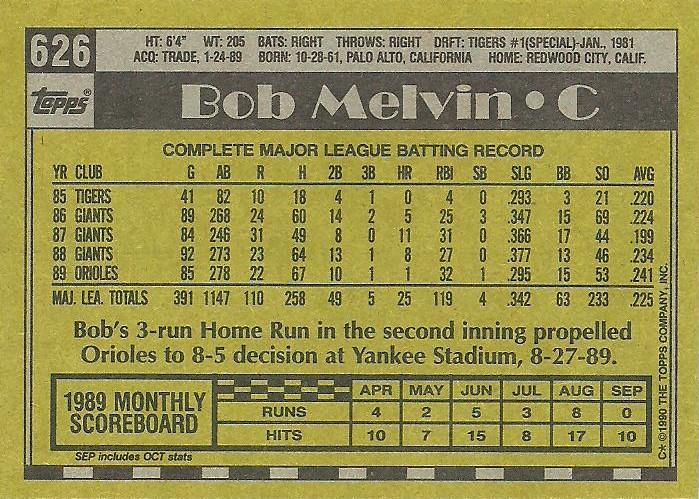 626
HT: 6'4" WT: 205 BATS: RIGHT THROWS: RIGHT DRFT: TIGERS #1(SPECIAL)-JAN., 1981
ACQ: TRADE, 1-24-89 BORN: 10-28-61, PALO ALTO, CALIFORNIA HOME: REDWOOD CITY, CALIF.
topps®
Bob Melvin • C
COMPLETE MAJOR LEAGUE BATTING RECORD
YR CLUB G AB R H 2B 3B HR RBI SB SLG BB SO AVG
85 TIGERS 41 82 10 18 4 1 0 4 0 .293 3 21 .220
86 GIANTS 89 268 24 60 14 2 5 25 3 .347 15 69 .224
87 GIANTS 84 246 31 49 8 0 11 31 0 .366 17 44 .199
88 GIANTS 92 273 23 64 13 1 8 27 0 .377 13 46 .234
89 ORIOLES 85 278 22 67 10 1 1 32 1 .295 15 53 .241
MAJ. LEA. TOTALS 391 1147 110 258 49 5 25 119 4 .342 63 233 .225
Bob's 3-run Home Run in the second inning propelled
Orioles to 8-5 decision at Yankee Stadium, 8-27-89.
1989 MONTHLY
SCOREBOARD
APR MAY JUN JUL AUG SEP
RUNS 4 2 5 3 8 0
HITS 10 7 15 8 17 10
SEP includes OCT stats
C* ©1990 THE TOPPS COMPANY, INC.